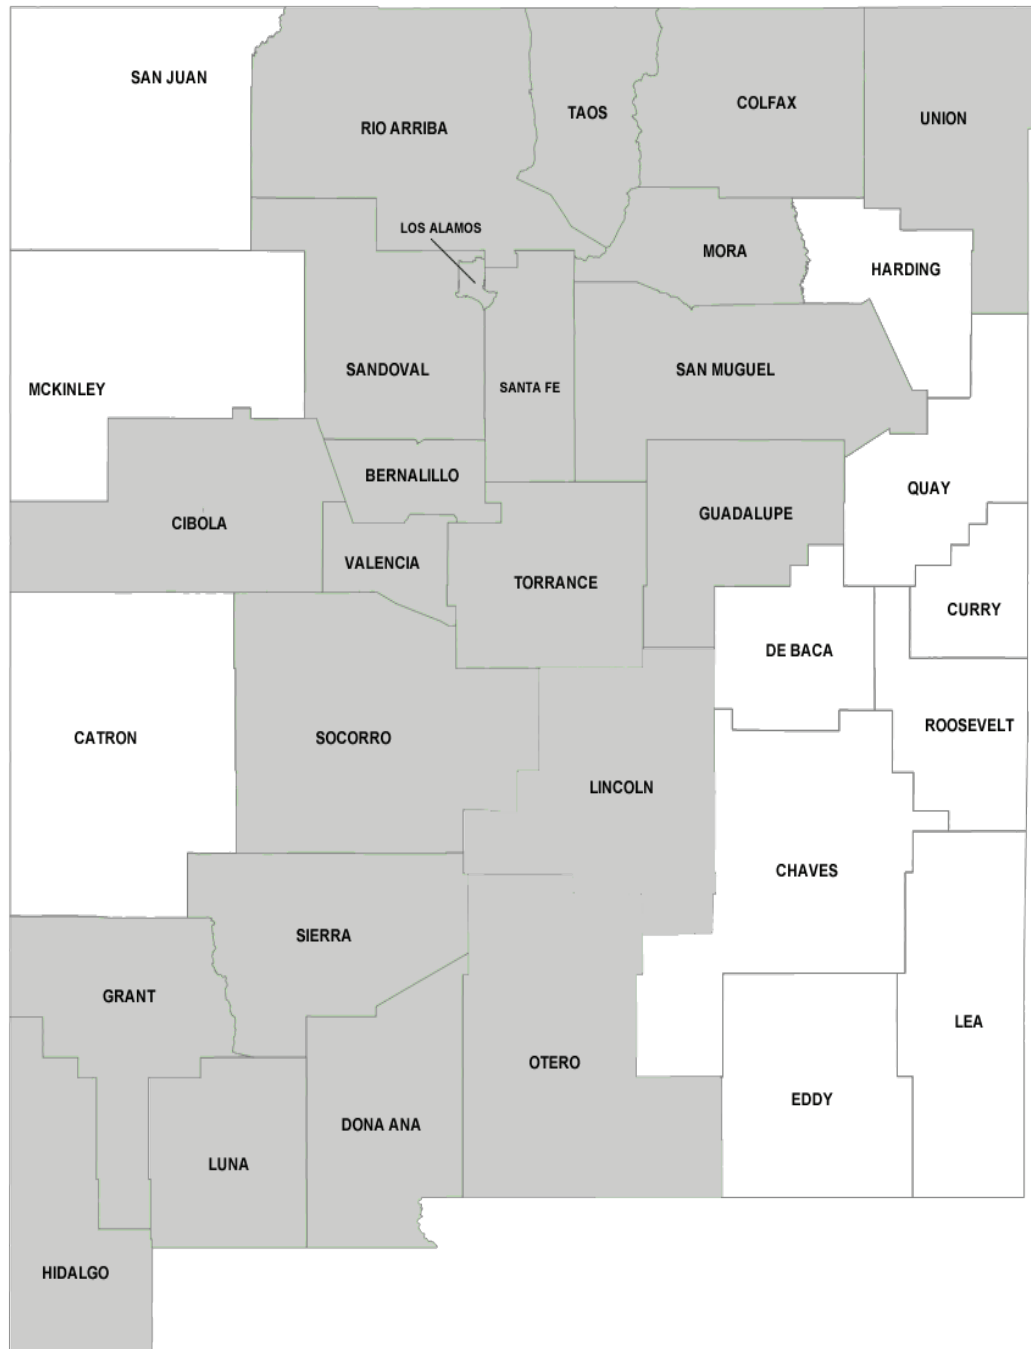 SAN JUAN
RIO ARRIBA
TAOS
COLFAX
UNION
LOS ALAMOS
MORA
HARDING
MCKINLEY
SANDOVAL
SANTA FE
SAN MUGUEL
BERNALILLO
QUAY
CIBOLA
GUADALUPE
VALENCIA
TORRANCE
CURRY
DE BACA
CATRON
SOCORRO
ROOSEVELT
LINCOLN
CHAVES
SIERRA
GRANT
LEA
OTERO
EDDY
DONA ANA
LUNA
HIDALGO